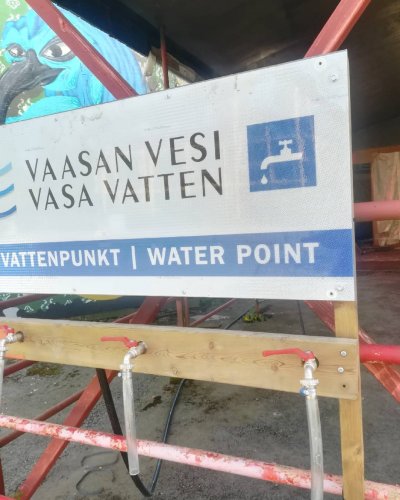 VAASAN VESI
VASA VATTEN
VATTENPUNKT | WATER POINT